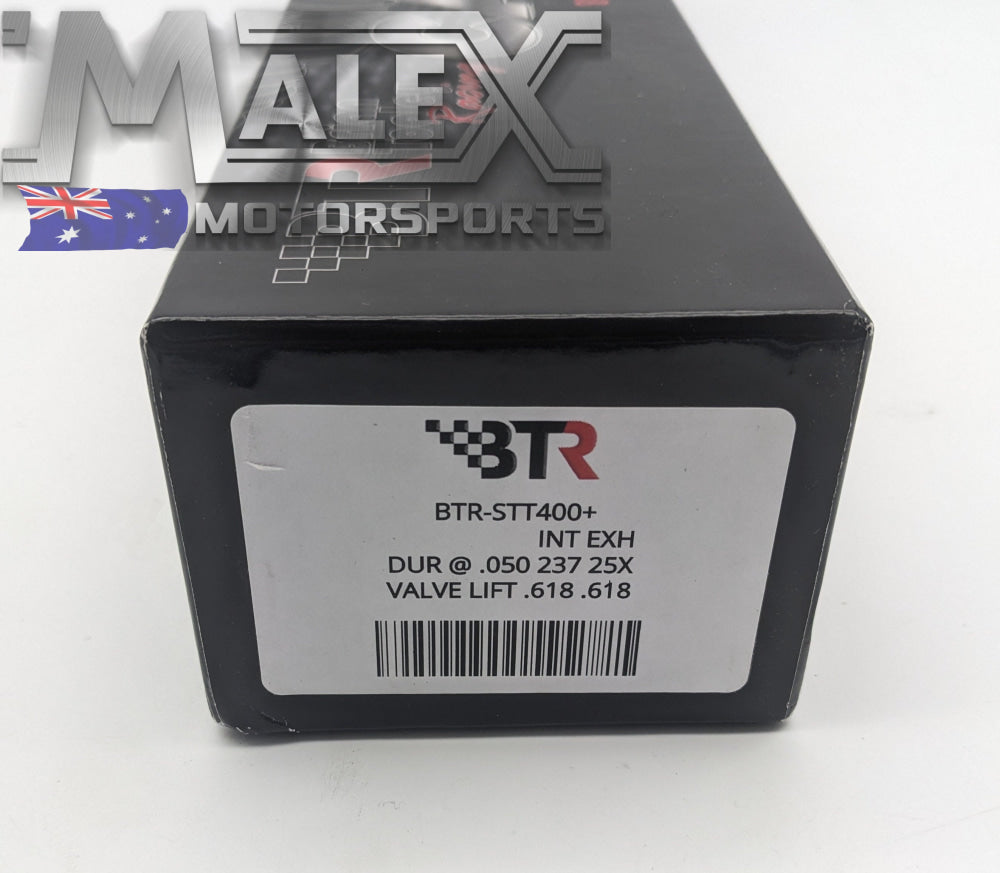 MALEX
MOTORSPORTS
BTR
BTR-STT400+
INT EXH
DUR @ .050 237 25X
VALVE LIFT .618 .618